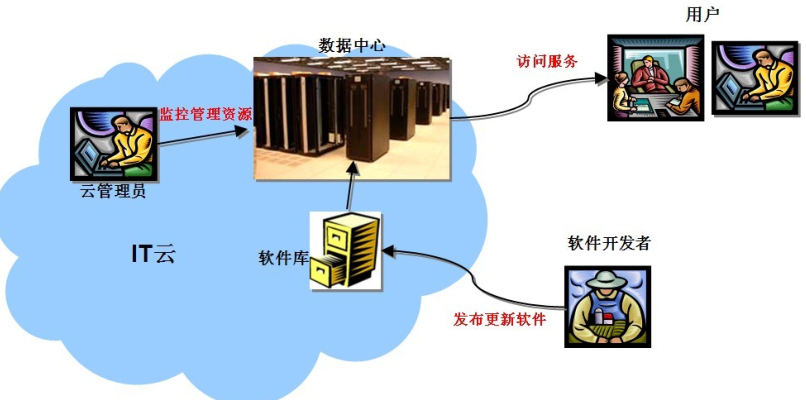 用户
数据中心
访问服务
监控管理资源
云管理员
IT云
软件库
软件开发者
发布更新软件